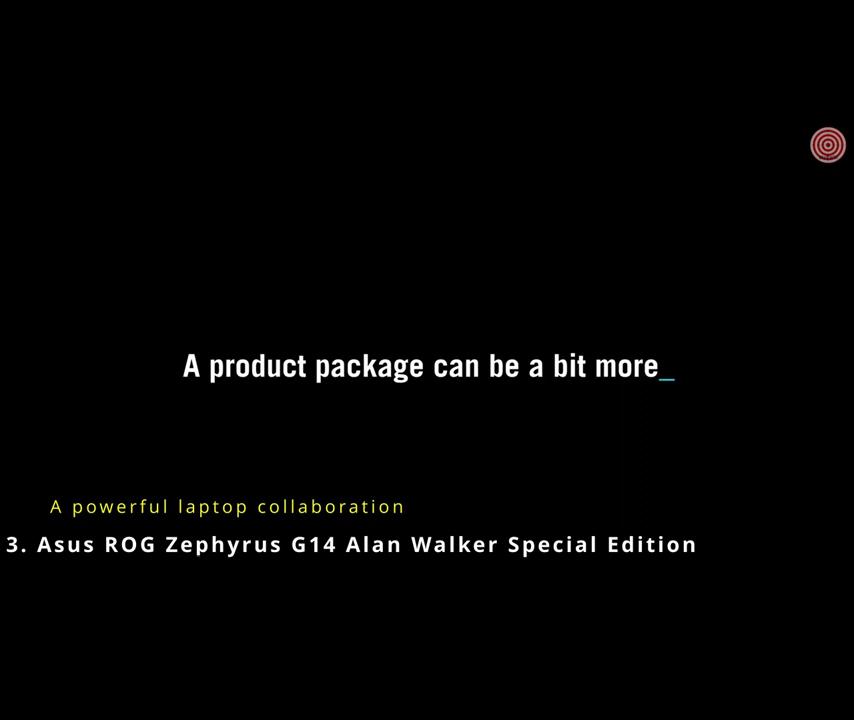 A product package can be a bit more_
A powerful laptop collaboration
3. Asus ROG Zephyrus G14 Alan Walker Special Edition